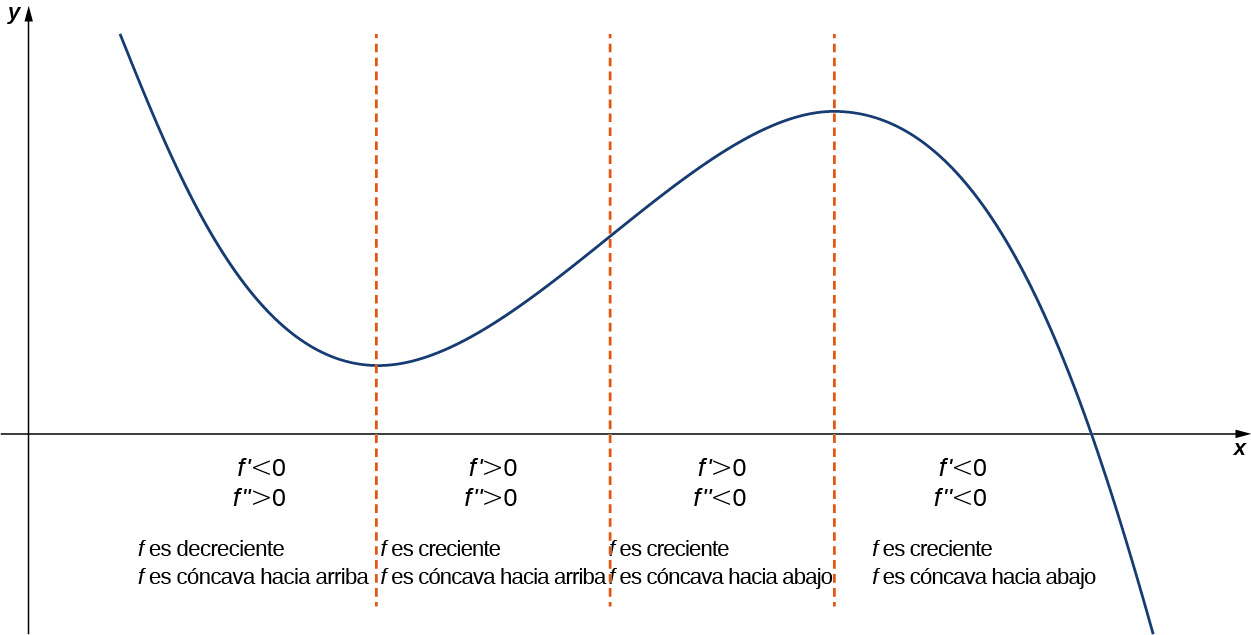 y
x
f'<0
f''>0
f es decreciente
f es cóncava hacia arriba
f'>0
f''>0
f es creciente
f es cóncava hacia arriba
f'>0
f''<0
f es creciente
f es cóncava hacia abajo
f'<0
f''<0
f es creciente
f es cóncava hacia abajo